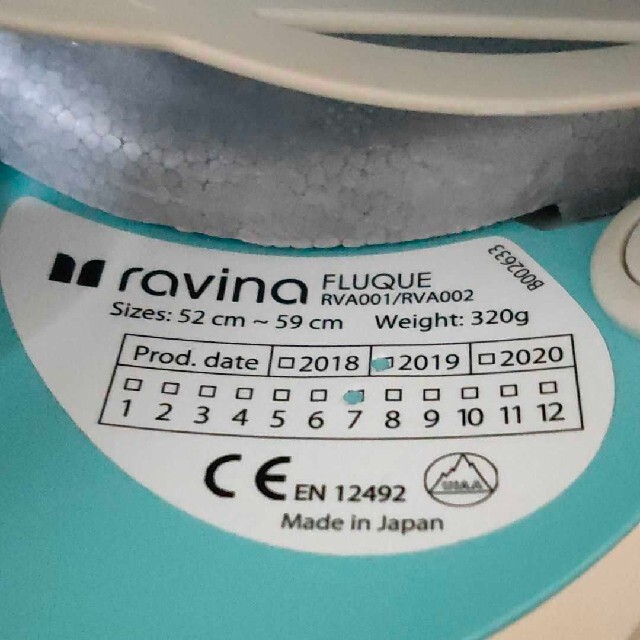 ravina FLUQUE
RVA001/RVA002
B002633
Sizes: 52 cm ~ 59 cm Weight: 320g
Prod. date 2018 2019 2020
1 2 3 4 5 6 7 8 9 10 11 12
CE EN 12492 UIAA
Made in Japan